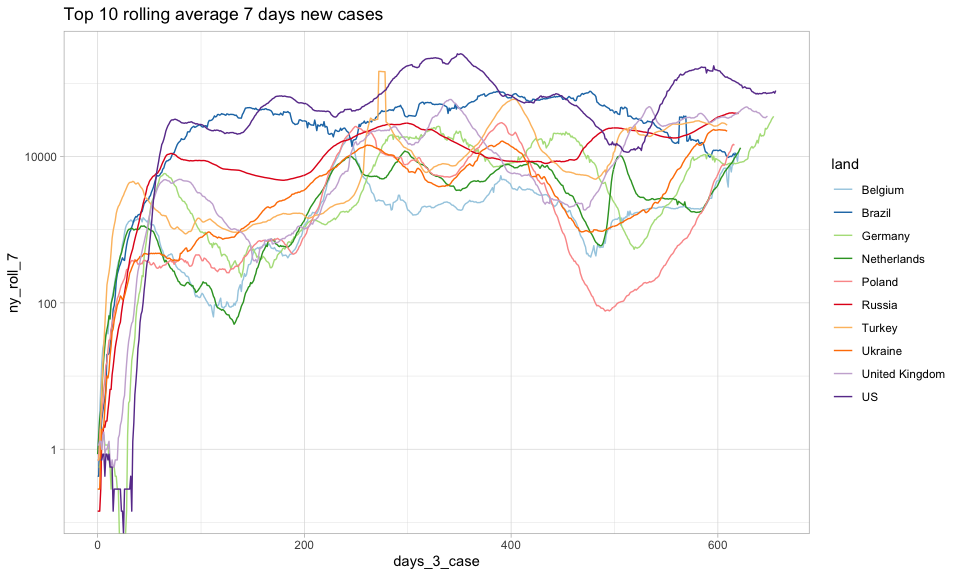 Top 10 rolling average 7 days new cases
ny_roll_7
10000
100
1
0
200
400
600
days_3_case
land
Belgium
Brazil
Germany
Netherlands
Poland
Russia
Turkey
Ukraine
United Kingdom
US